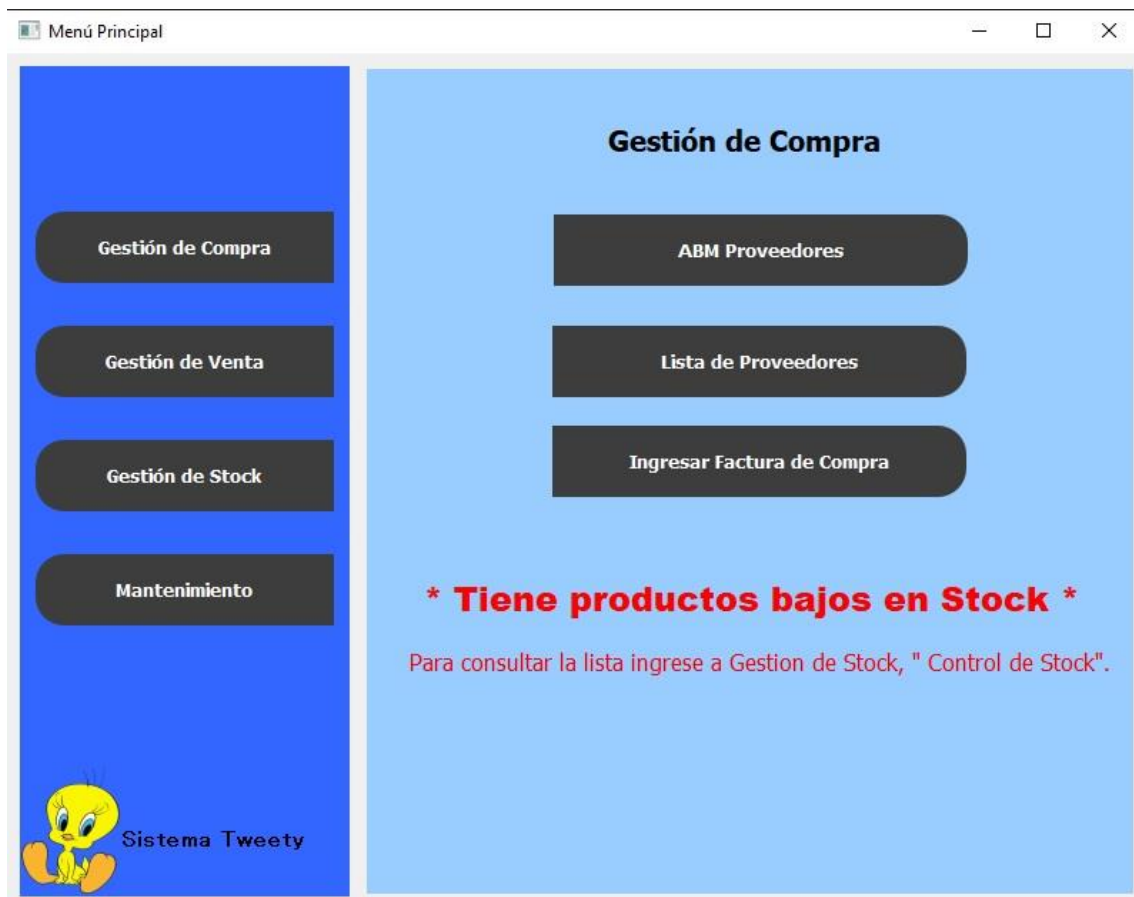 Menú Principal
Gestión de Compra
Gestión de Venta
Gestión de Stock
Mantenimiento
Sistema Tweety
Gestión de Compra
ABM Proveedores
Lista de Proveedores
Ingresar Factura de Compra
* Tiene productos bajos en Stock *
Para consultar la lista ingrese a Gestion de Stock, " Control de Stock".